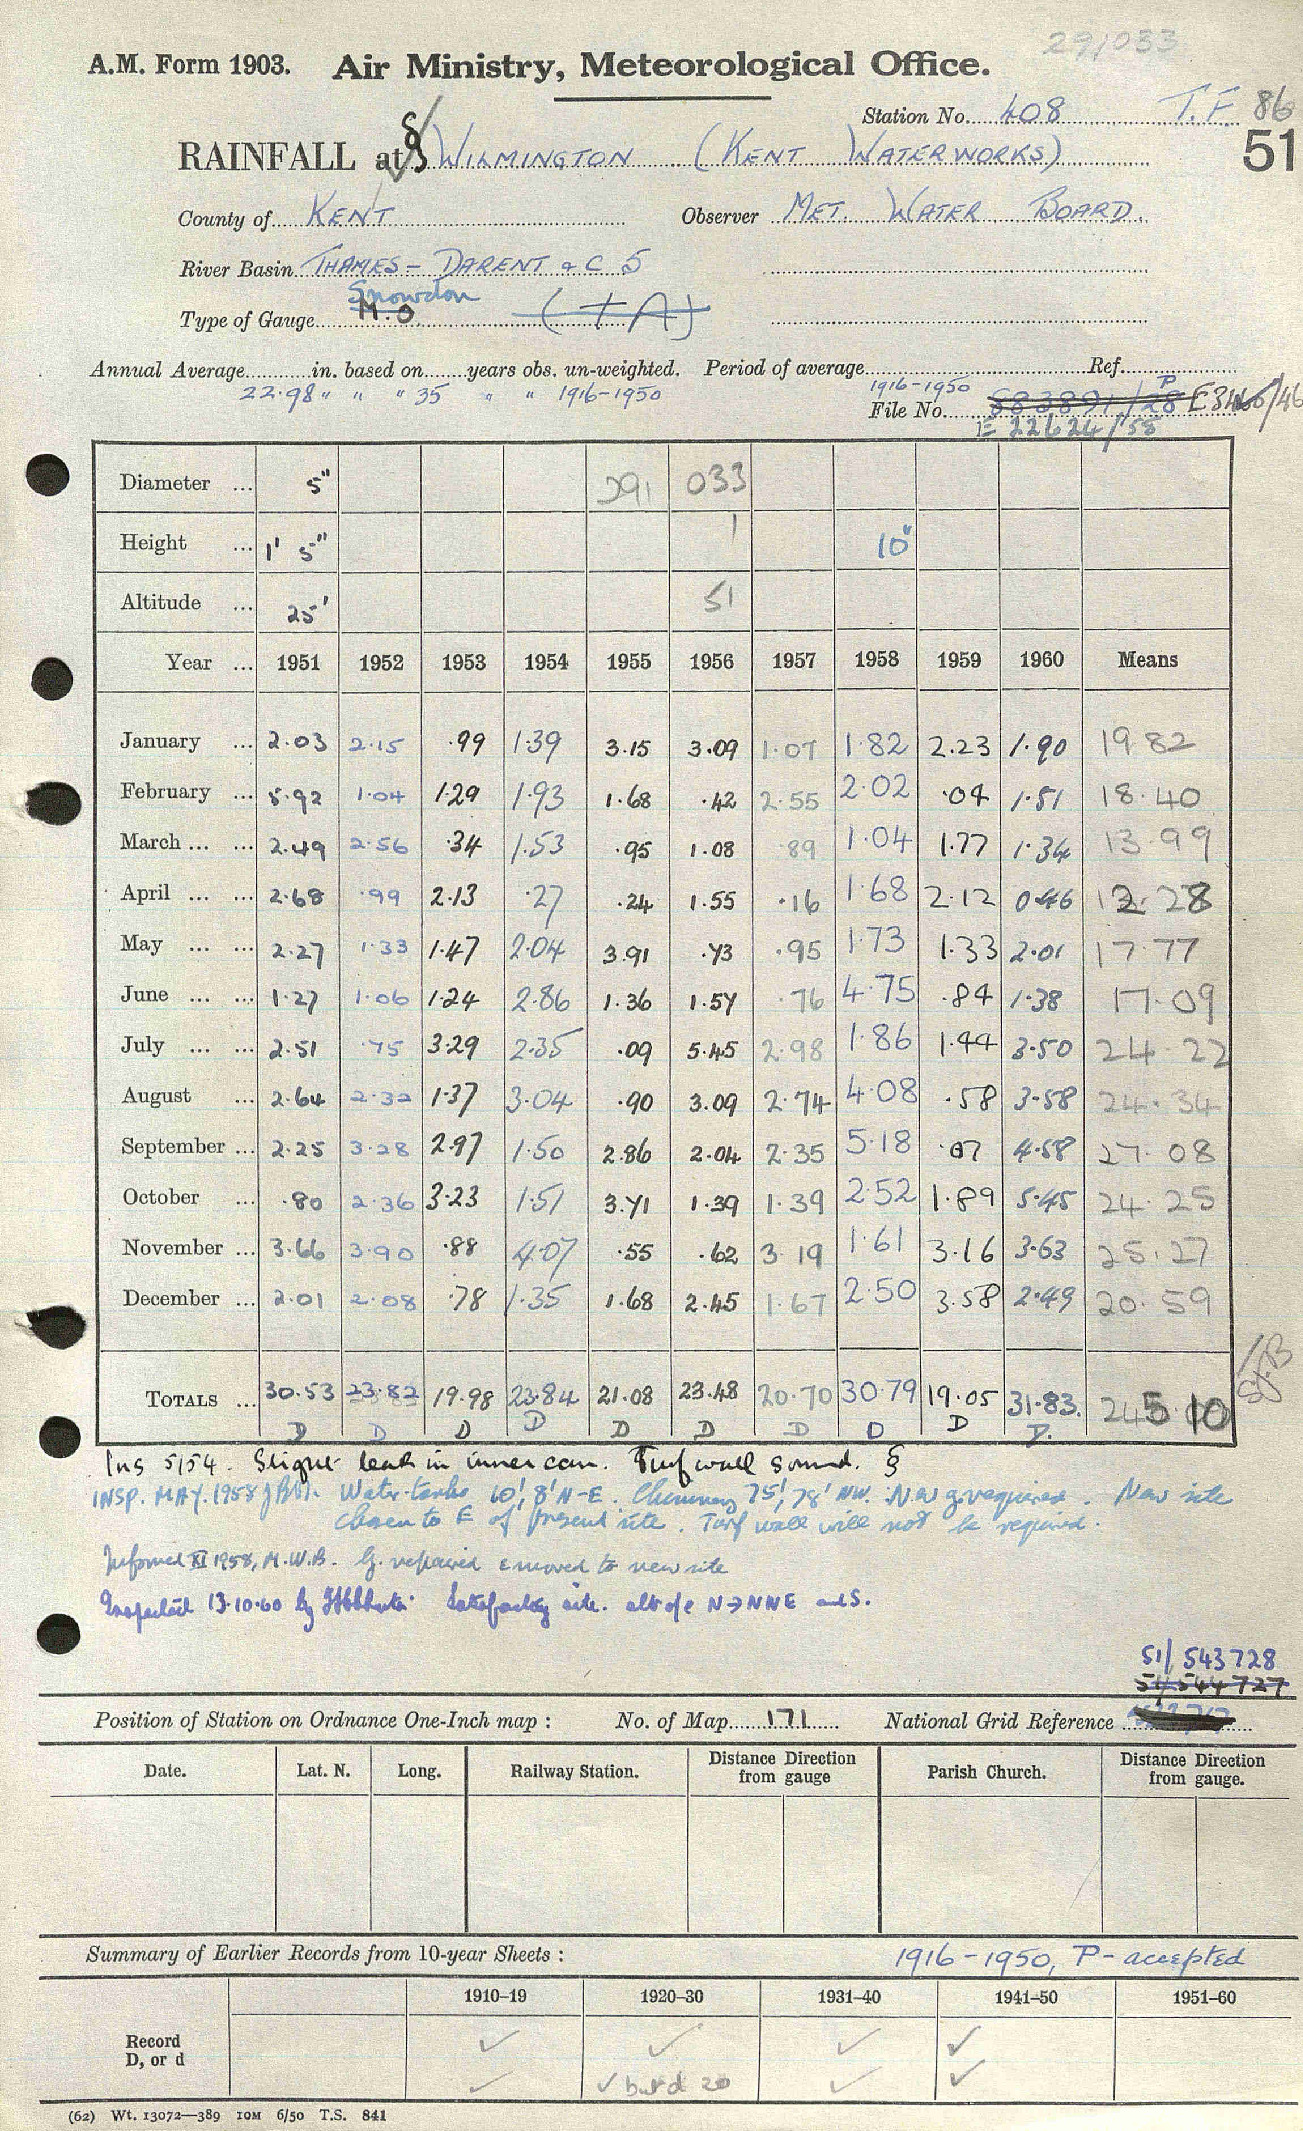 291033
A.M. Form 1903. Air Ministry, Meteorological Office.
Station No. 408 T.F 86
RAINFALL at § WILMINGTON (KENT WATERWORKS) 51
County of KENT Observer MET. WATER BOARD
River Basin THAMES - DARENT & C 5
Snowdon
Type of Gauge M.O. (+A)
Annual Average in. based on years obs. un-weighted. Period of average Ref.
22.98 " " " 35 " " 1916-1950 1916-1950
File No. 883891/28 P
E 22624/58
Diameter ... 5" 291 033
Height ... 1' 5" 1 10"
Altitude ... 25' 51
Year ... 1951 1952 1953 1954 1955 1956 1957 1958 1959 1960 Means
January ... 2.03 2.15 .99 1.39 3.15 3.09 1.07 1.82 2.23 1.90 19.82
February ... 5.92 1.04 1.29 1.93 1.68 .42 2.55 2.02 .04 1.51 18.40
March ... ... 2.49 2.56 .34 1.53 .95 1.08 .89 1.04 1.77 1.34 13.99
April ... ... 2.68 .99 2.13 .27 .24 1.55 .16 1.68 2.12 0.46 12.28
May ... ... 2.27 1.33 1.47 2.04 3.91 .73 .95 1.73 1.33 2.01 17.77
June ... ... 1.27 1.06 1.24 2.86 1.36 1.57 .76 4.75 .84 1.38 17.09
July ... ... 2.51 .75 3.29 2.35 .09 5.45 2.98 1.86 1.44 3.50 24.22
August ... 2.64 2.32 1.37 3.04 .90 3.09 2.74 4.08 .58 3.58 24.34
September ... 2.25 3.28 2.97 1.50 2.86 2.04 2.35 5.18 .07 4.58 27.08
October ... .80 2.36 3.23 1.51 3.71 1.39 1.39 2.52 1.89 5.45 24.25
November ... 3.66 3.90 .88 4.07 .55 .62 3.19 1.61 3.16 3.63 25.27
December ... 2.01 2.08 .78 1.35 1.68 2.45 1.67 2.50 3.58 2.49 20.59
TOTALS ... 30.53 23.82 19.98 23.84 21.08 23.48 20.70 30.79 19.05 31.83. 245.10
D D D D D D D D D D.
Ins 5/54. Slight leak in inner can. Turf wall sound. §
INSP. MAY. 1958 Water-tanks 10', 8' N-E. Chimney 75', 78' NW. New g. required. New site
chosen to E of present site. Turf wall will not be required.
Informed XI 1958, M.W.B. G. repaired & moved to new site
Inspected 13.10.60 by Satisfactory site. N→NNE and S.
51/ 543728
51/544727
Position of Station on Ordnance One-Inch map : No. of Map 171 National Grid Reference
Date. Lat. N. Long. Railway Station. Distance Direction from gauge Parish Church. Distance Direction from gauge.
Summary of Earlier Records from 10-year Sheets : 1916-1950, P- accepted
1910-19 1920-30 1931-40 1941-50 1951-60
Record ✓ ✓ ✓ ✓
D, or d ✓ ✓ but d 20 ✓ ✓
(62) Wt. 13072—389 10M 6/50 T.S. 841